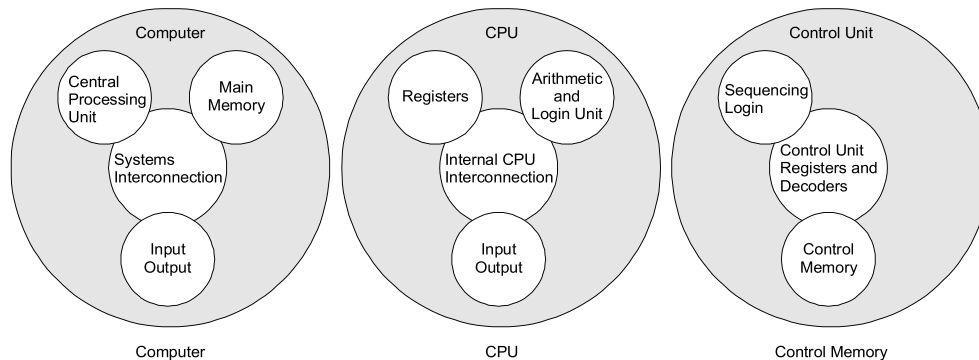 Computer
Central
Processing
Unit
Main
Memory
Systems
Interconnection
Input
Output
Computer
CPU
Registers
Arithmetic
and
Login Unit
Internal CPU
Interconnection
Input
Output
CPU
Control Unit
Sequencing
Login
Control Unit
Registers and
Decoders
Control
Memory
Control Memory